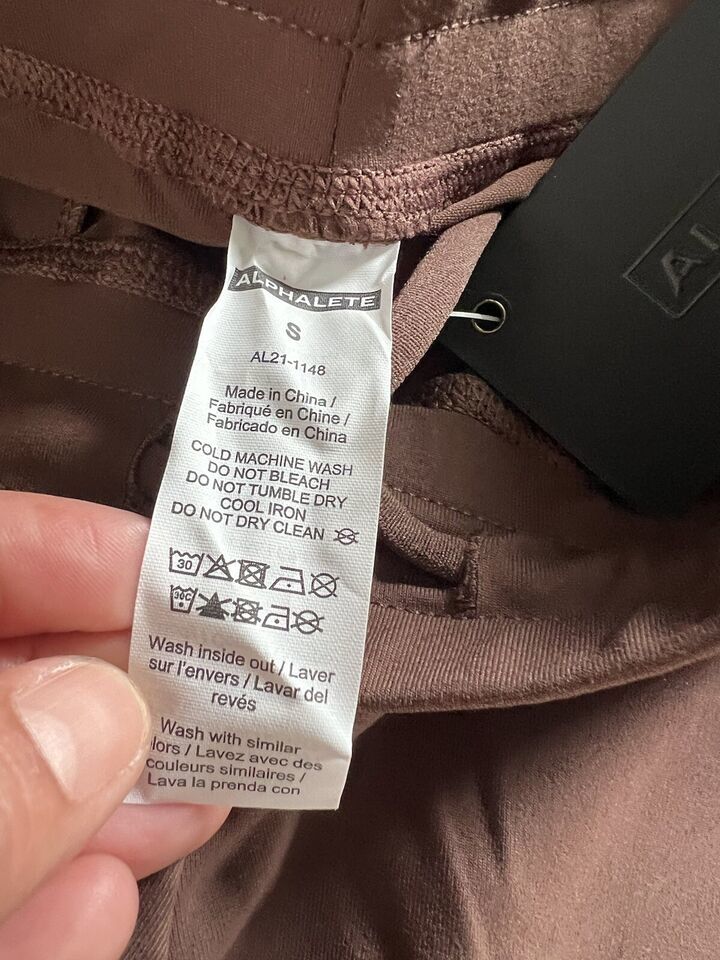 ALPHALETE
S
AL21-1148
Made in China /
Fabriqué en Chine /
Fabricado en China
COLD MACHINE WASH
DO NOT BLEACH
DO NOT TUMBLE DRY
COOL IRON
DO NOT DRY CLEAN
30
30C
Wash inside out / Laver
sur l'envers / Lavar del
revés
Wash with similar
lors / Lavez avec des
couleurs similaires /
Lava la prenda con
AL